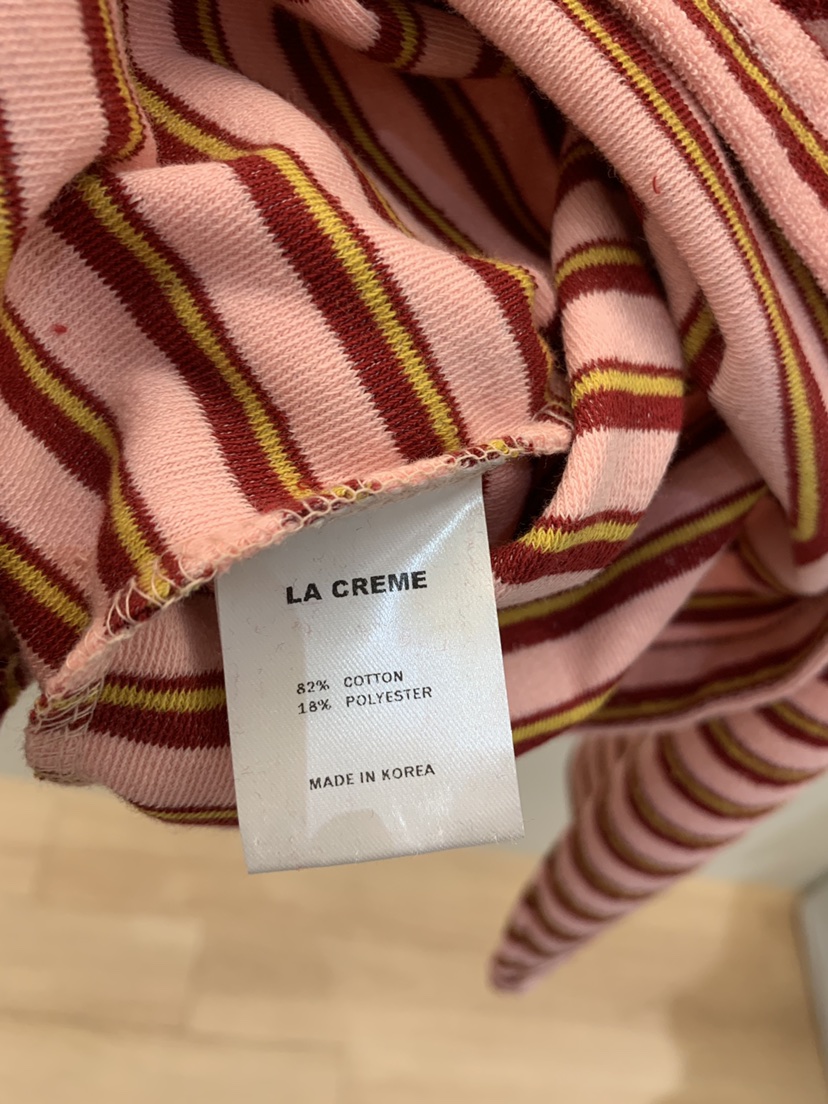 LA CREME
82% COTTON
18% POLYESTER
MADE IN KOREA